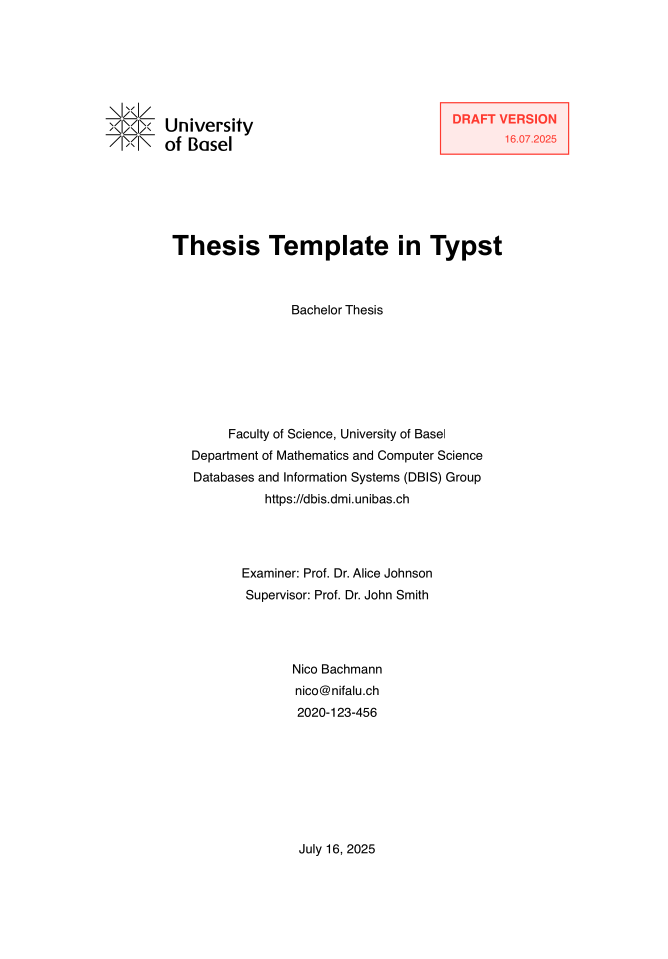 University
of Basel
DRAFT VERSION
16.07.2025
Thesis Template in Typst
Bachelor Thesis
Faculty of Science, University of Basel
Department of Mathematics and Computer Science
Databases and Information Systems (DBIS) Group
https://dbis.dmi.unibas.ch
Examiner: Prof. Dr. Alice Johnson
Supervisor: Prof. Dr. John Smith
Nico Bachmann
nico@nifalu.ch
2020-123-456
July 16, 2025